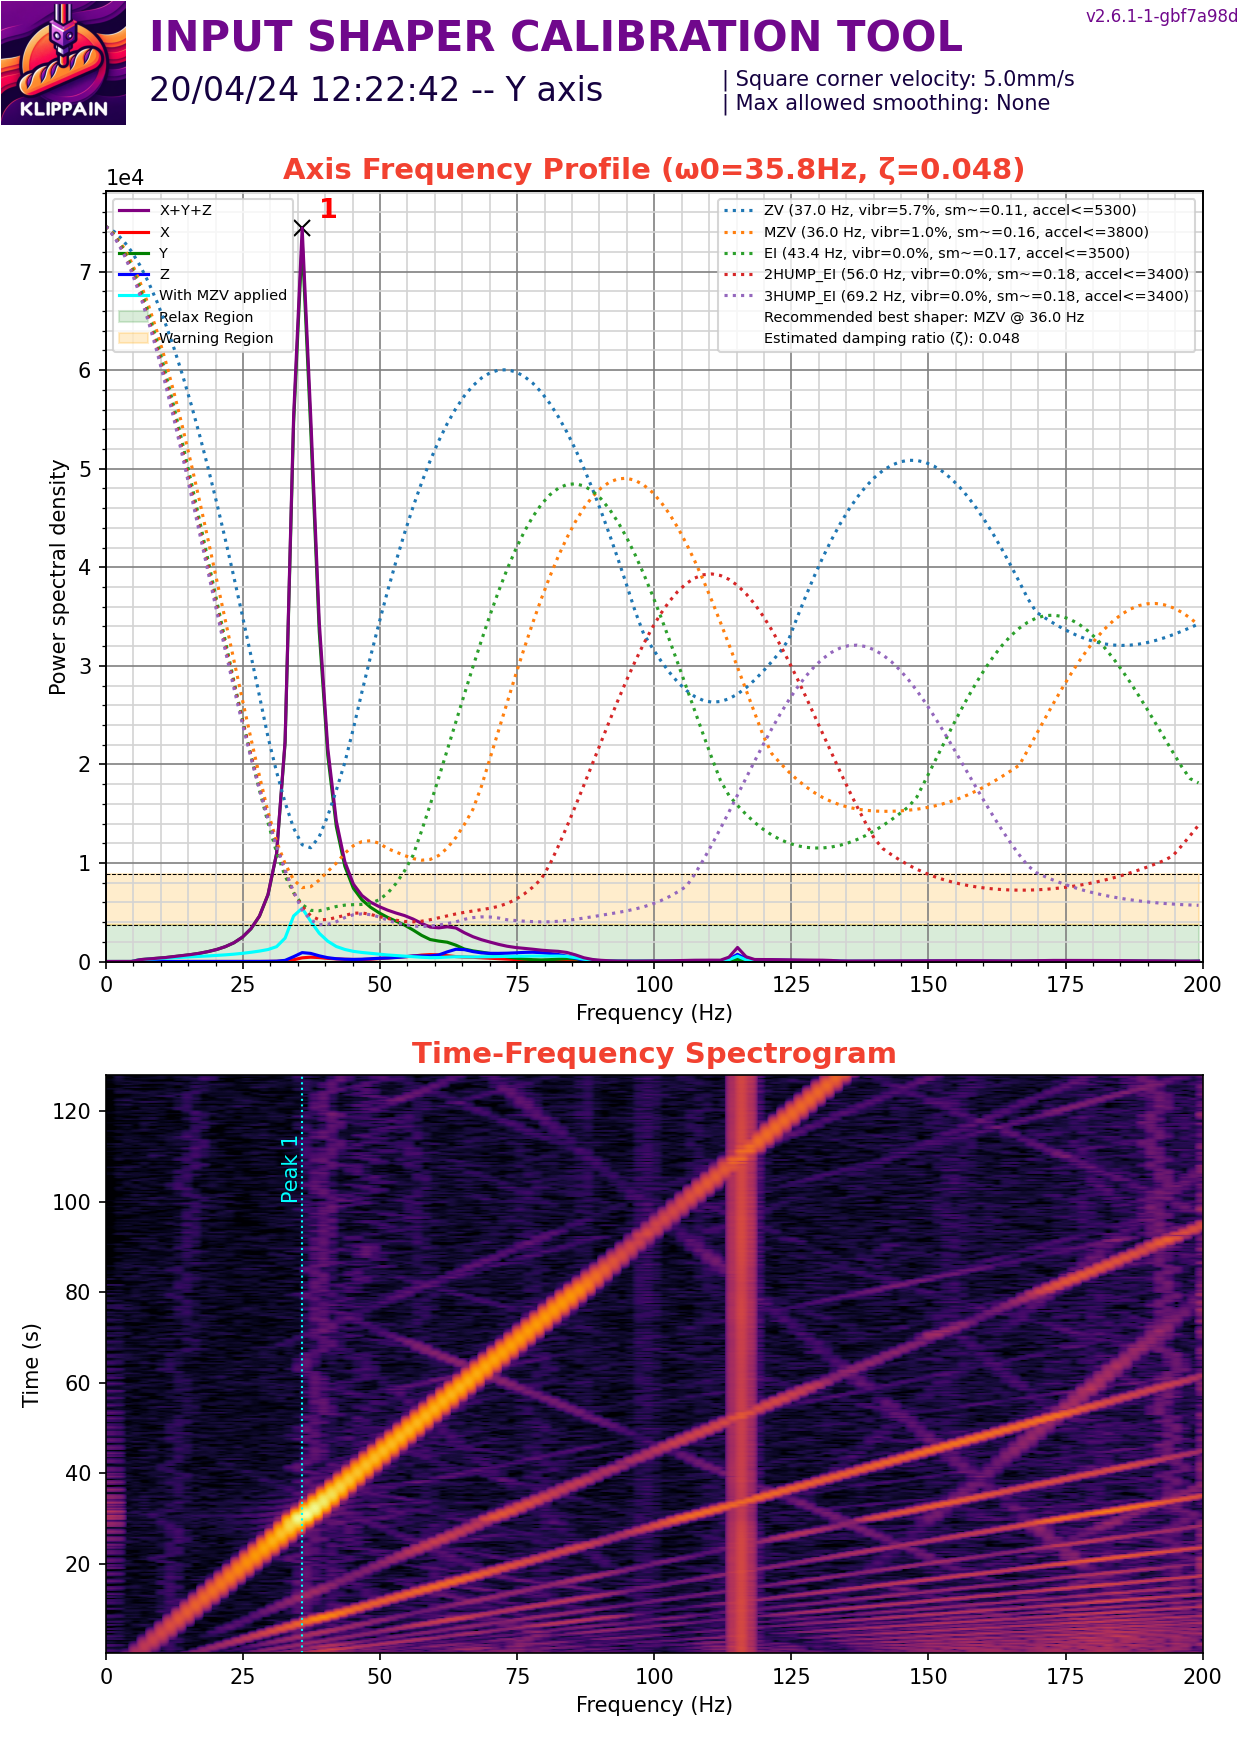 v2.6.1-1-gbf7a98d
INPUT SHAPER CALIBRATION TOOL
20/04/24 12:22:42 -- Y axis
| Square corner velocity: 5.0mm/s
| Max allowed smoothing: None
KLIPPAIN
Axis Frequency Profile (ω0=35.8Hz, ζ=0.048)
1e4
1
X+Y+Z
X
Y
Z
With MZV applied
Relax Region
Warning Region
ZV (37.0 Hz, vibr=5.7%, sm~=0.11, accel<=5300)
MZV (36.0 Hz, vibr=1.0%, sm~=0.16, accel<=3800)
EI (43.4 Hz, vibr=0.0%, sm~=0.17, accel<=3500)
2HUMP_EI (56.0 Hz, vibr=0.0%, sm~=0.18, accel<=3400)
3HUMP_EI (69.2 Hz, vibr=0.0%, sm~=0.18, accel<=3400)
Recommended best shaper: MZV @ 36.0 Hz
Estimated damping ratio (ζ): 0.048
Power spectral density
7
6
5
4
3
2
1
0
0 25 50 75 100 125 150 175 200
Frequency (Hz)
Time-Frequency Spectrogram
Peak 1
Time (s)
120
100
80
60
40
20
0 25 50 75 100 125 150 175 200
Frequency (Hz)